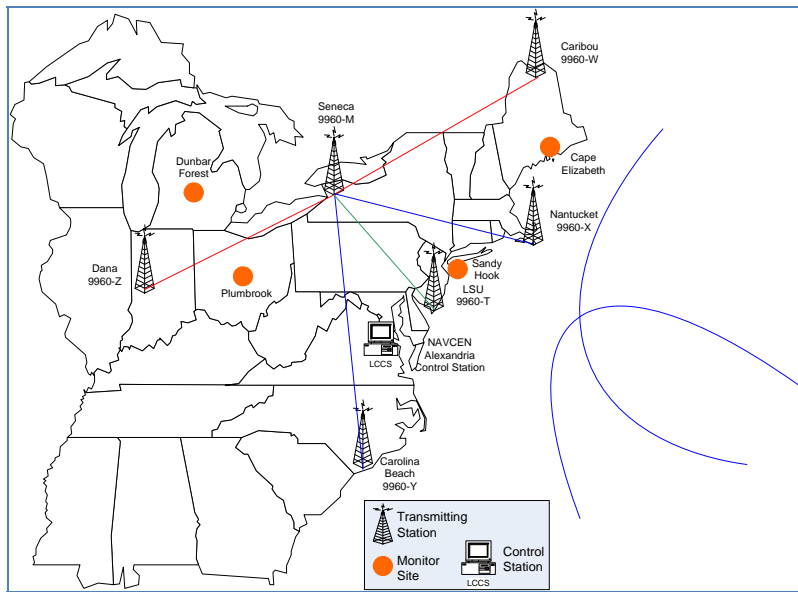 Caribou
9960-W
Seneca
9960-M
Dunbar
Forest
Cape
Elizabeth
Nantucket
9960-X
Dana
9960-Z
Plumbrook
Sandy
Hook
LSU
9960-T
LCCS
NAVCEN
Alexandria
Control Station
Carolina
Beach
9960-Y
Transmitting
Station
Monitor
Site
LCCS
Control
Station